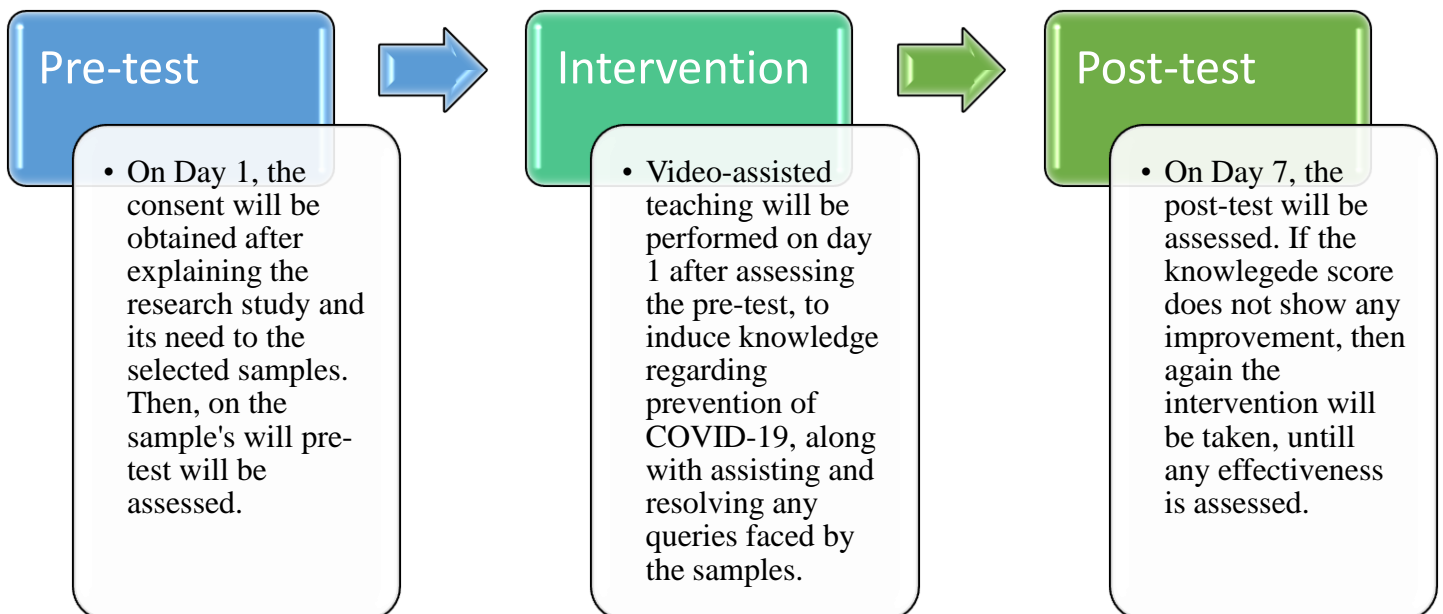 Pre-test
• On Day 1, the
consent will be
obtained after
explaining the
research study and
its need to the
selected samples.
Then, on the
sample's will pre-
test will be
assessed.
Intervention
• Video-assisted
teaching will be
performed on day
1 after assessing
the pre-test, to
induce knowledge
regarding
prevention of
COVID-19, along
with assisting and
resolving any
queries faced by
the samples.
Post-test
• On Day 7, the
post-test will be
assessed. If the
knowlegede score
does not show any
improvement, then
again the
intervention will
be taken, untill
any effectiveness
is assessed.